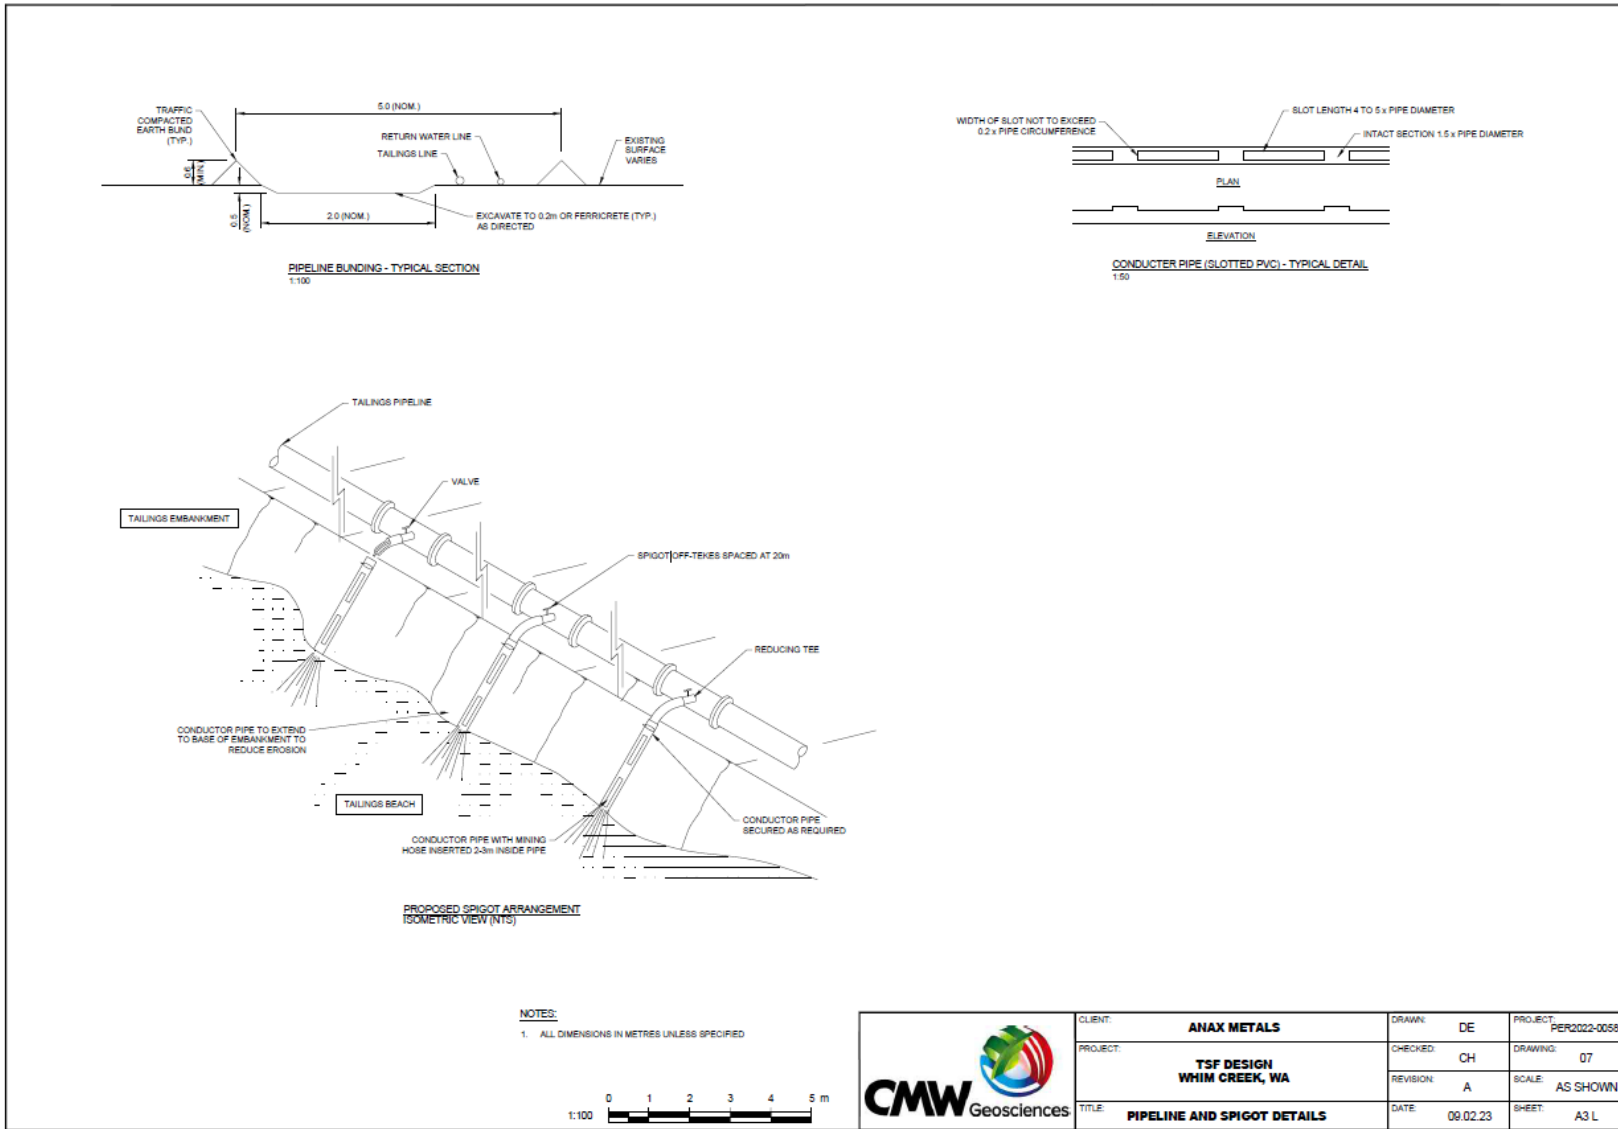 TRAFFIC
COMPACTED
EARTH BUND
(TYP.)
5.0 (NOM.)
RETURN WATER LINE
TAILINGS LINE
EXISTING
SURFACE
VARIES
0.6
(MIN.)
0.5
(NOM.)
2.0 (NOM.)
EXCAVATE TO 0.2m OR FERRICRETE (TYP.)
AS DIRECTED
PIPELINE BUNDING - TYPICAL SECTION
1:100
WIDTH OF SLOT NOT TO EXCEED
0.2 x PIPE CIRCUMFERENCE
SLOT LENGTH 4 TO 5 x PIPE DIAMETER
INTACT SECTION 1.5 x PIPE DIAMETER
PLAN
ELEVATION
CONDUCTER PIPE (SLOTTED PVC) - TYPICAL DETAIL
1:50
TAILINGS PIPELINE
VALVE
TAILINGS EMBANKMENT
SPIGOT OFF-TEKES SPACED AT 20m
REDUCING TEE
CONDUCTOR PIPE TO EXTEND
TO BASE OF EMBANKMENT TO
REDUCE EROSION
TAILINGS BEACH
CONDUCTOR PIPE
SECURED AS REQUIRED
CONDUCTOR PIPE WITH MINING
HOSE INSERTED 2-3m INSIDE PIPE
PROPOSED SPIGOT ARRANGEMENT
ISOMETRIC VIEW (NTS)
NOTES:
1. ALL DIMENSIONS IN METRES UNLESS SPECIFIED
0 1 2 3 4 5 m
1:100
CMW Geosciences
CLIENT: ANAX METALS
PROJECT: TSF DESIGN
WHIM CREEK, WA
TITLE: PIPELINE AND SPIGOT DETAILS
DRAWN: DE
CHECKED: CH
REVISION: A
DATE: 09.02.23
PROJECT: PER2022-0058
DRAWING: 07
SCALE: AS SHOWN
SHEET: A3 L